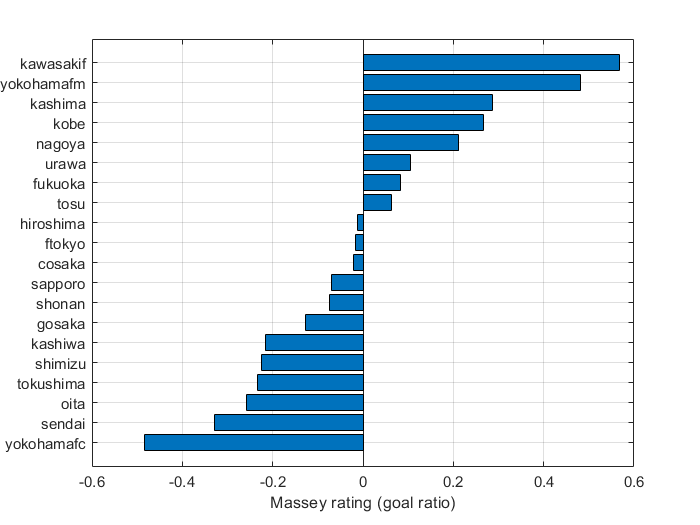 kawasakif
yokohamafm
kashima
kobe
nagoya
urawa
fukuoka
tosu
hiroshima
ftokyo
cosaka
sapporo
shonan
gosaka
kashiwa
shimizu
tokushima
oita
sendai
yokohamafc
-0.6 -0.4 -0.2 0 0.2 0.4 0.6
Massey rating (goal ratio)